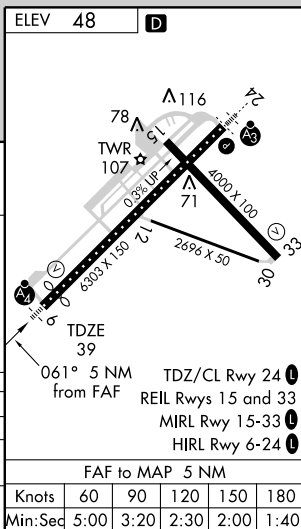 ELEV 48 D
116
24
78
15
TWR
107
A3
P
0.3% UP
4000 X 100
71
V
33
12
2696 X 50
30
6303 X 150
V
A4
6
TDZE
39
061° 5 NM
from FAF
TDZ/CL Rwy 24 L
REIL Rwys 15 and 33
MIRL Rwy 15-33 L
HIRL Rwy 6-24 L
FAF to MAP 5 NM
Knots 60 90 120 150 180
Min:Sec 5:00 3:20 2:30 2:00 1:40